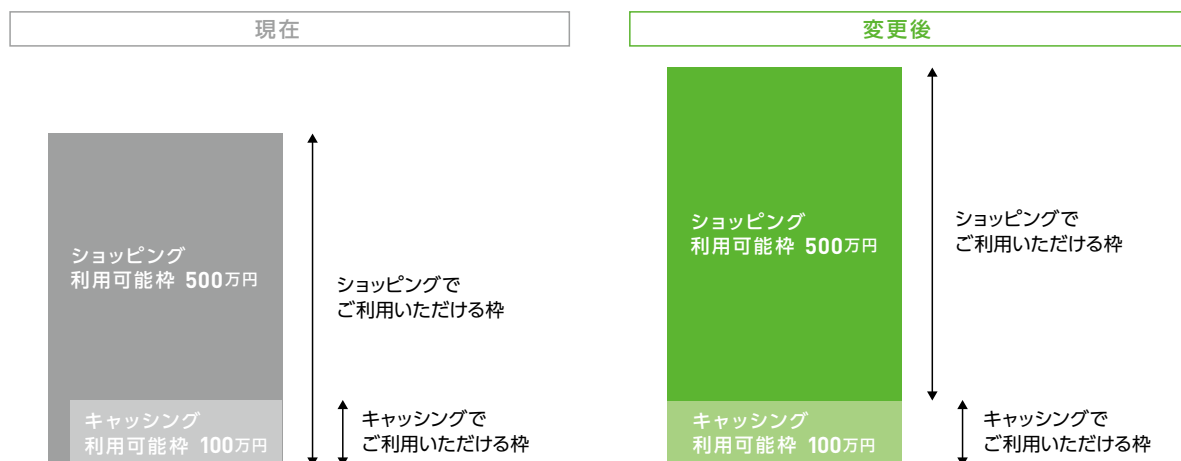 現在
ショッピング
利用可能枠 500万円
ショッピングで
ご利用いただける枠
キャッシング
利用可能枠 100万円
キャッシングで
ご利用いただける枠
変更後
ショッピング
利用可能枠 500万円
ショッピングで
ご利用いただける枠
キャッシング
利用可能枠 100万円
キャッシングで
ご利用いただける枠